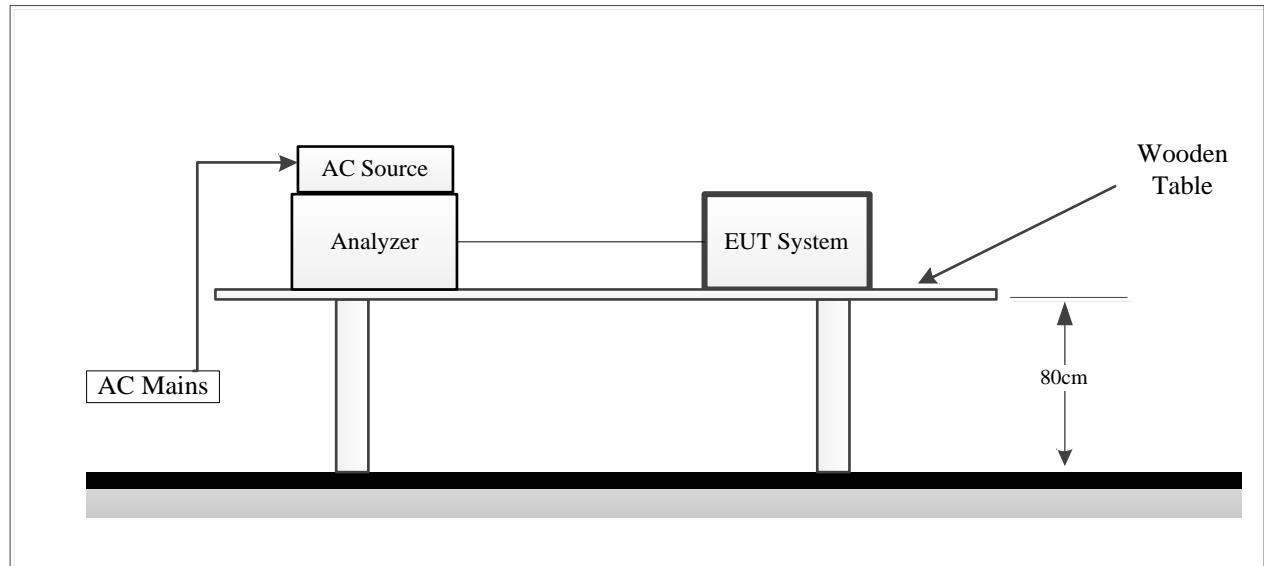 AC Source
Analyzer
EUT System
Wooden
Table
AC Mains
80cm